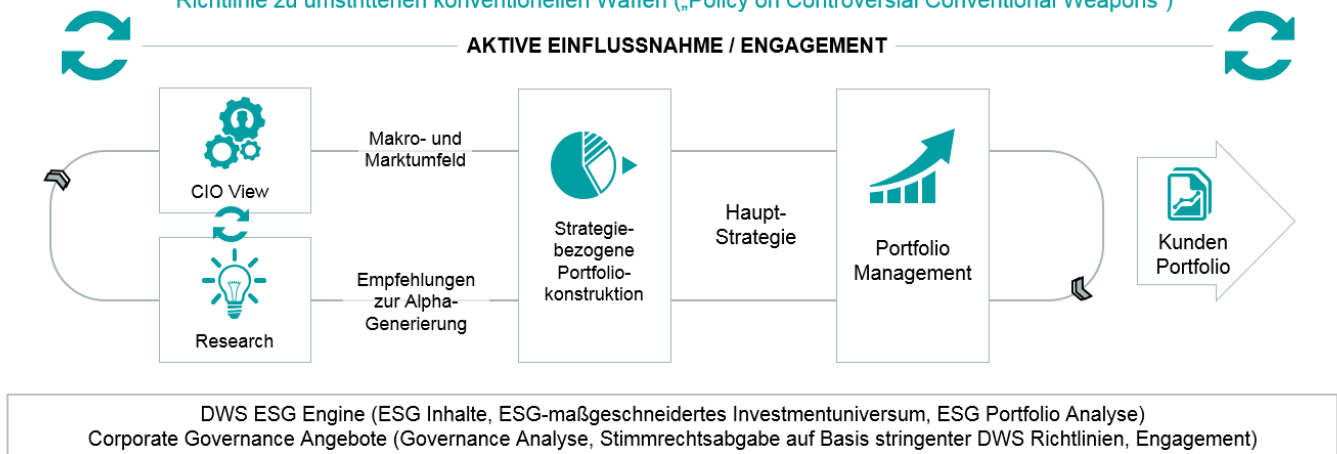 Richtlinie zu umstrittenen konventionellen Waffen („Policy on Controversial Conventional Weapons“)
AKTIVE EINFLUSSNAHME / ENGAGEMENT
CIO View
Makro- und
Marktumfeld
Research
Empfehlungen
zur Alpha-
Generierung
Strategie-
bezogene
Portfolio-
konstruktion
Haupt-
Strategie
Portfolio
Management
Kunden
Portfolio
DWS ESG Engine (ESG Inhalte, ESG-maßgeschneidertes Investmentuniversum, ESG Portfolio Analyse)
Corporate Governance Angebote (Governance Analyse, Stimmrechtsabgabe auf Basis stringenter DWS Richtlinien, Engagement)